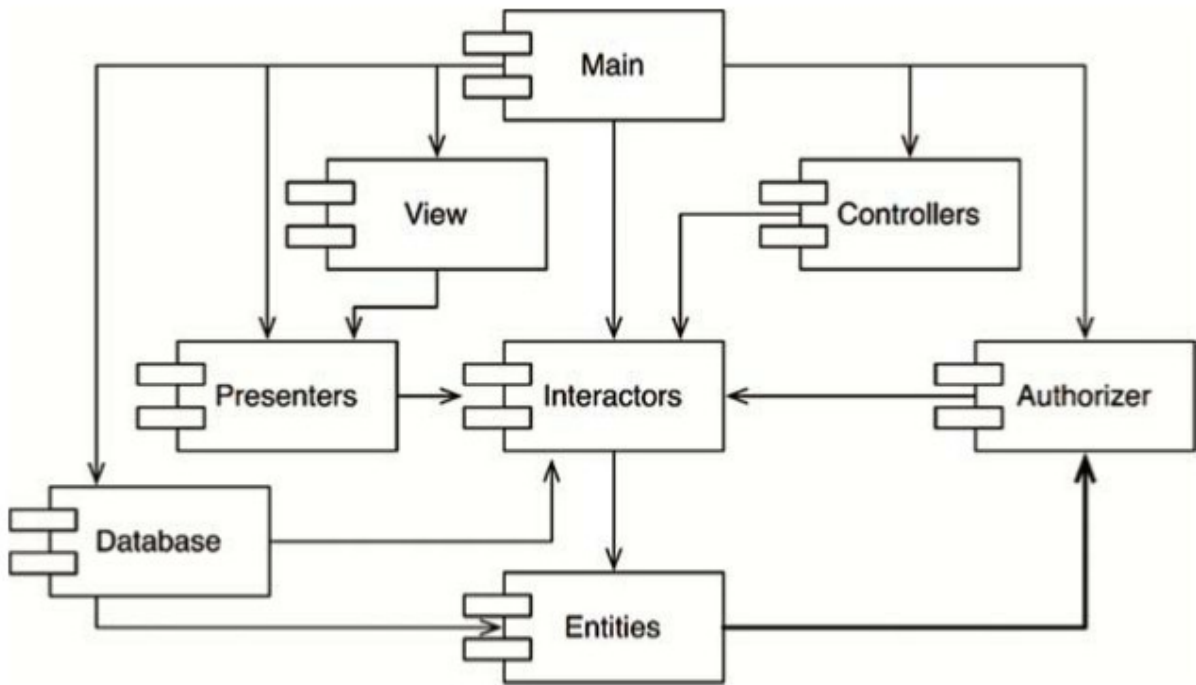 Main
View
Controllers
Presenters
Interactors
Authorizer
Database
Entities